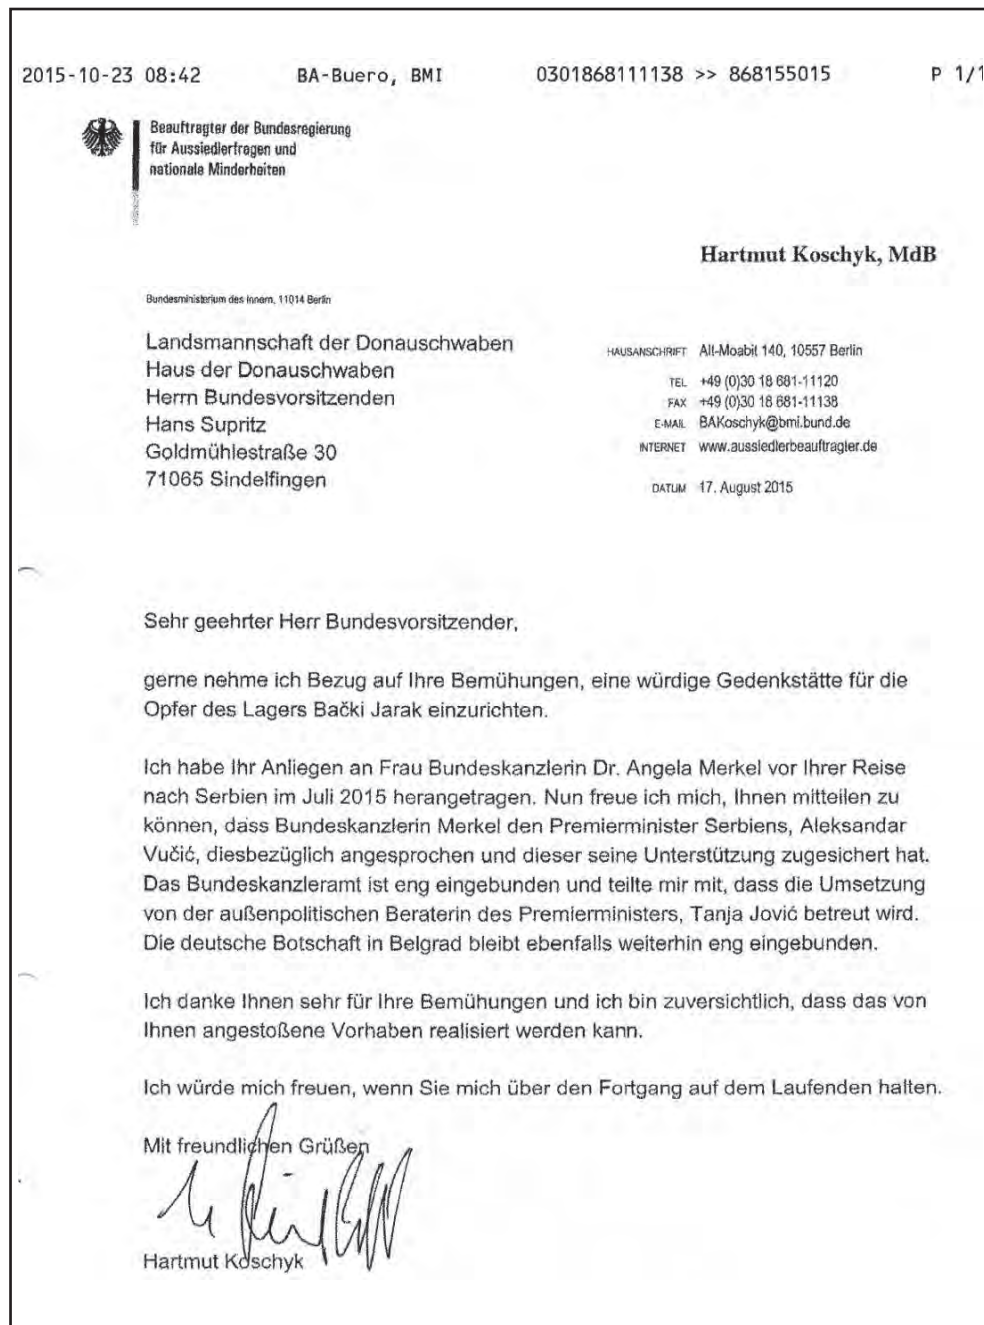 2015-10-23 08:42 BA-Buero, BMI 0301868111138 >> 868155015 P 1/1
Beauftragter der Bundesregierung
für Aussiedlerfragen und
nationale Minderheiten
Hartmut Koschyk, MdB
Bundesministerium des Innern, 11014 Berlin
Landsmannschaft der Donauschwaben
Haus der Donauschwaben
Herrn Bundesvorsitzenden
Hans Supritz
Goldmühlestraße 30
71065 Sindelfingen
HAUSANSCHRIFT Alt-Moabit 140, 10557 Berlin
TEL +49 (0)30 18 681-11120
FAX +49 (0)30 18 681-11138
E-MAIL BAKoschyk@bmi.bund.de
INTERNET www.aussiedlerbeauftragter.de
DATUM 17. August 2015
Sehr geehrter Herr Bundesvorsitzender,
gerne nehme ich Bezug auf Ihre Bemühungen, eine würdige Gedenkstätte für die
Opfer des Lagers Bački Jarak einzurichten.
Ich habe Ihr Anliegen an Frau Bundeskanzlerin Dr. Angela Merkel vor Ihrer Reise
nach Serbien im Juli 2015 herangetragen. Nun freue ich mich, Ihnen mitteilen zu
können, dass Bundeskanzlerin Merkel den Premierminister Serbiens, Aleksandar
Vučić, diesbezüglich angesprochen und dieser seine Unterstützung zugesichert hat.
Das Bundeskanzleramt ist eng eingebunden und teilte mir mit, dass die Umsetzung
von der außenpolitischen Beraterin des Premierministers, Tanja Jović betreut wird.
Die deutsche Botschaft in Belgrad bleibt ebenfalls weiterhin eng eingebunden.
Ich danke Ihnen sehr für Ihre Bemühungen und ich bin zuversichtlich, dass das von
Ihnen angestoßene Vorhaben realisiert werden kann.
Ich würde mich freuen, wenn Sie mich über den Fortgang auf dem Laufenden halten.
Mit freundlichen Grüßen
Hartmut Koschyk